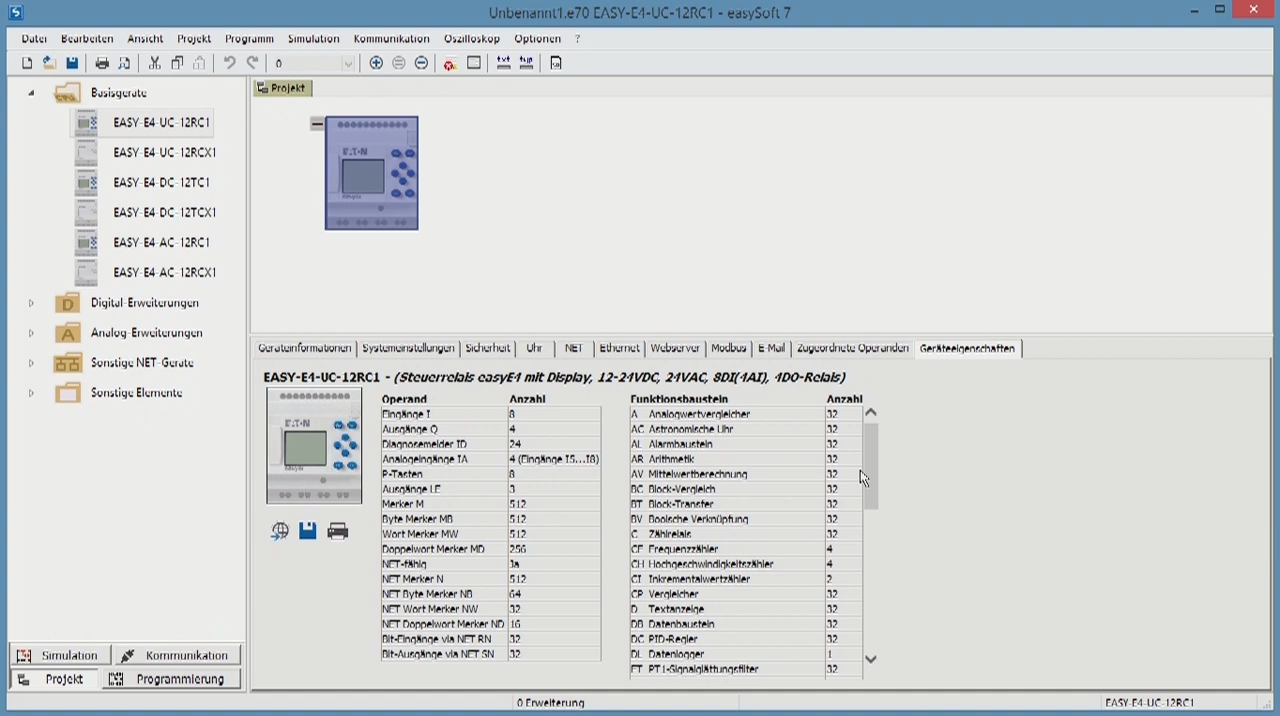 Unbenannt1.e70 EASY-E4-UC-12RC1 - easySoft 7
Datei Bearbeiten Ansicht Projekt Programm Simulation Kommunikation Oszilloskop Optionen ?
0
Basisgeräte
EASY-E4-UC-12RC1
EASY-E4-UC-12RCX1
EASY-E4-DC-12TC1
EASY-E4-DC-12TCX1
EASY-E4-AC-12RC1
EASY-E4-AC-12RCX1
D Digital-Erweiterungen
A Analog-Erweiterungen
Sonstige NET-Geräte
Sonstige Elemente
Simulation Kommunikation
Projekt Programmierung
Projekt
Geräteinformationen Systemeinstellungen Sicherheit Uhr NET Ethernet Webserver Modbus E-Mail Zugeordnete Operanden Geräteeigenschaften
EASY-E4-UC-12RC1 - (Steuerrelais easyE4 mit Display, 12-24VDC, 24VAC, 8DI(4AI), 4DO-Relais)
Operand Anzahl
Eingänge I 8
Ausgänge Q 4
Diagnosemelder ID 24
Analogeingänge IA 4 (Eingänge I5...I8)
P-Tasten 8
Ausgänge LE 3
Merker M 512
Byte Merker MB 512
Wort Merker MW 512
Doppelwort Merker MD 256
NET-fähig Ja
NET Merker N 512
NET Byte Merker NB 64
NET Wort Merker NW 32
NET Doppelwort Merker ND 16
Bit-Eingänge via NET RN 32
Bit-Ausgänge via NET SN 32
Funktionsbaustein Anzahl
A Analogwertvergleicher 32
AC Astronomische Uhr 32
AL Alarmbaustein 32
AR Arithmetik 32
AV Mittelwertberechnung 32
BC Block-Vergleich 32
BT Block-Transfer 32
BV Boolsche Verknüpfung 32
C Zählrelais 32
CF Frequenzzähler 4
CH Hochgeschwindigkeitszähler 4
CI Inkrementalwertzähler 2
CP Vergleicher 32
D Textanzeige 32
DB Datenbaustein 32
DC PID-Regler 32
DL Datenlogger 1
FT PT1-Signalglättungsfilter 32
0 Erweiterung
EASY-E4-UC-12RC1